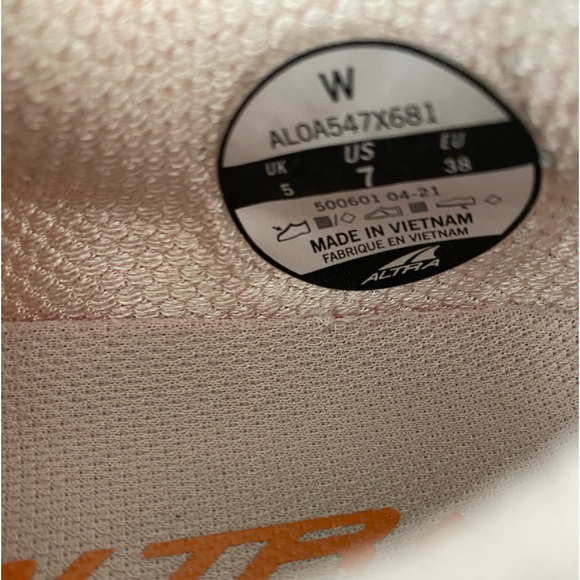 W
AL0A547X681
UK US EU
5 7 38
500601 04-21
MADE IN VIETNAM
FABRIQUE EN VIETNAM
ALTRA